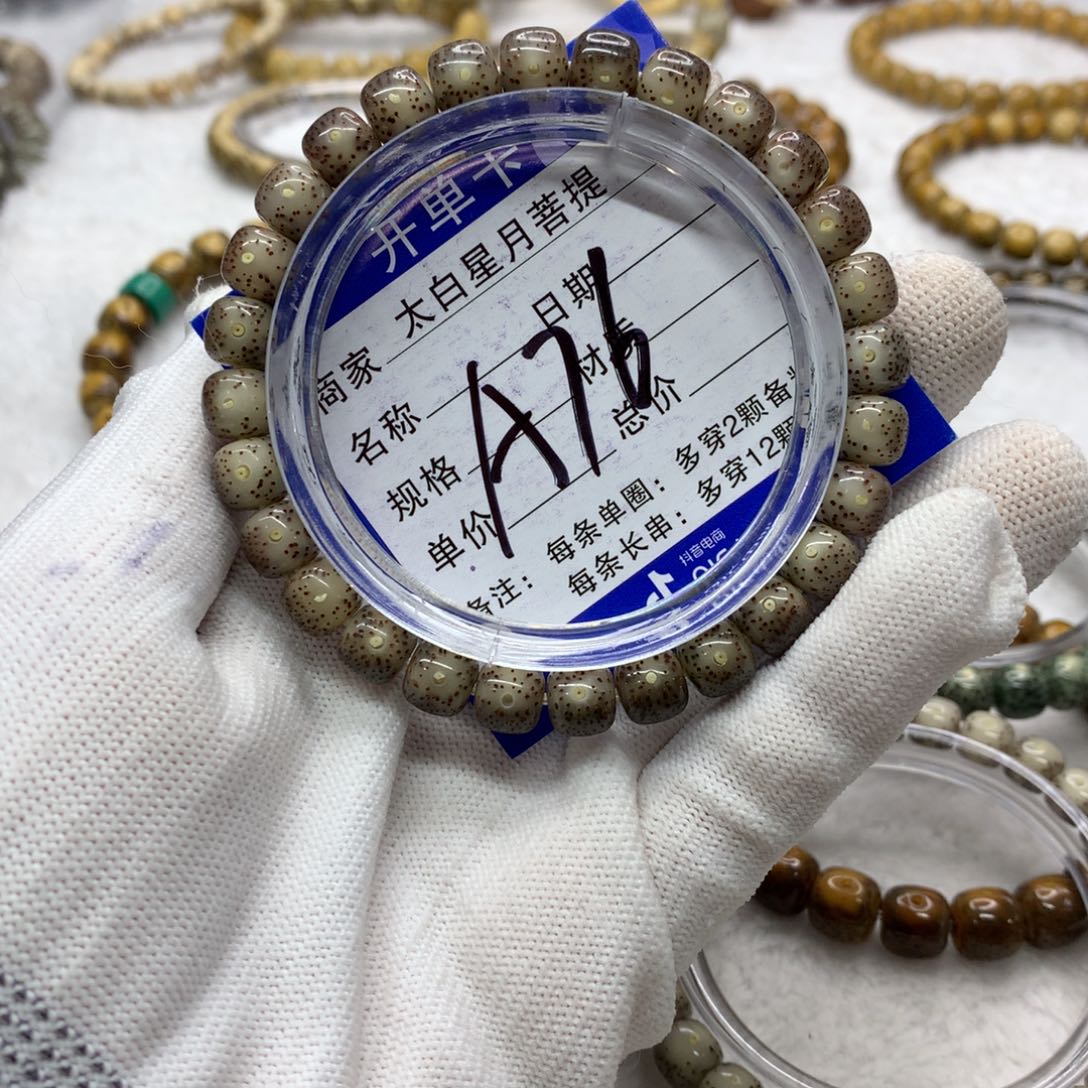 开单卡
商家 太白星月菩提
名称 日期
规格 材质
单价 总价
A76
备注：每条单圈：多穿2颗备
每条长串：多穿12颗
抖音电商